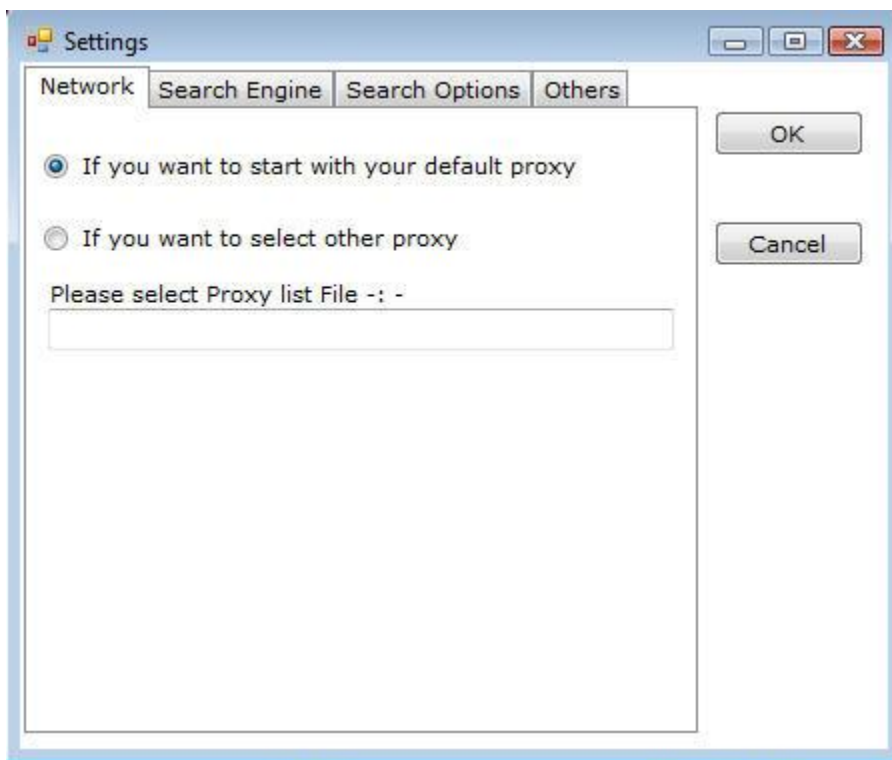 Settings
Network Search Engine Search Options Others
OK
If you want to start with your default proxy
If you want to select other proxy
Cancel
Please select Proxy list File -: -